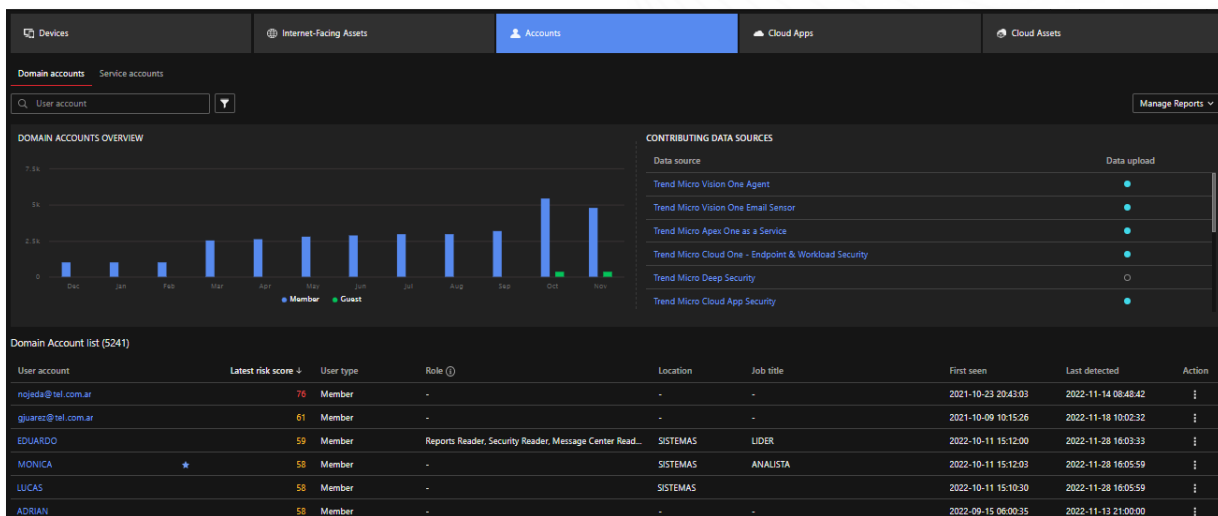 Devices Internet-Facing Assets Accounts Cloud Apps Cloud Assets
Domain accounts Service accounts
User account Manage Reports
DOMAIN ACCOUNTS OVERVIEW
7.5k
5k
2.5k
0
Dec Jan Feb Mar Apr May Jun Jul Aug Sep Oct Nov
Member Guest
CONTRIBUTING DATA SOURCES
Data source Data upload
Trend Micro Vision One Agent
Trend Micro Vision One Email Sensor
Trend Micro Apex One as a Service
Trend Micro Cloud One - Endpoint & Workload Security
Trend Micro Deep Security
Trend Micro Cloud App Security
Domain Account list (5241)
User account Latest risk score User type Role Location Job title First seen Last detected Action
nojeda@tel.com.ar 76 Member - - - 2021-10-23 20:43:03 2022-11-14 08:48:42
gjuarez@tel.com.ar 61 Member - - - 2021-10-09 10:15:26 2022-11-18 10:02:32
EDUARDO 59 Member Reports Reader, Security Reader, Message Center Read... SISTEMAS LIDER 2022-10-11 15:12:00 2022-11-28 16:03:33
MONICA 58 Member - SISTEMAS ANALISTA 2022-10-11 15:12:03 2022-11-28 16:05:59
LUCAS 58 Member - SISTEMAS 2022-10-11 15:10:30 2022-11-28 16:05:59
ADRIAN 58 Member - - - 2022-09-15 06:00:35 2022-11-13 21:00:00